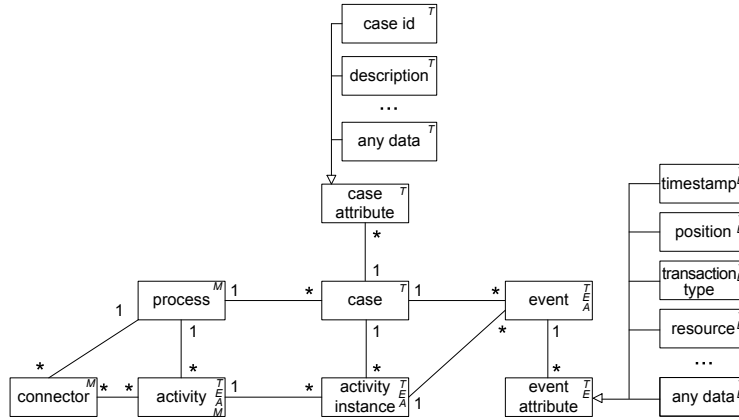 case id T
description T
...
any data T
case T
attribute
timestamp
*
position
1
transaction
type
process M
1
*
case T
1
*
event T
E
A
1
1
1
*
1
resource
*
*
*
*
...
connector M
*
*
activity T
E
A
M
1
*
activity T
instance E
A
1
event T
attribute E
any data